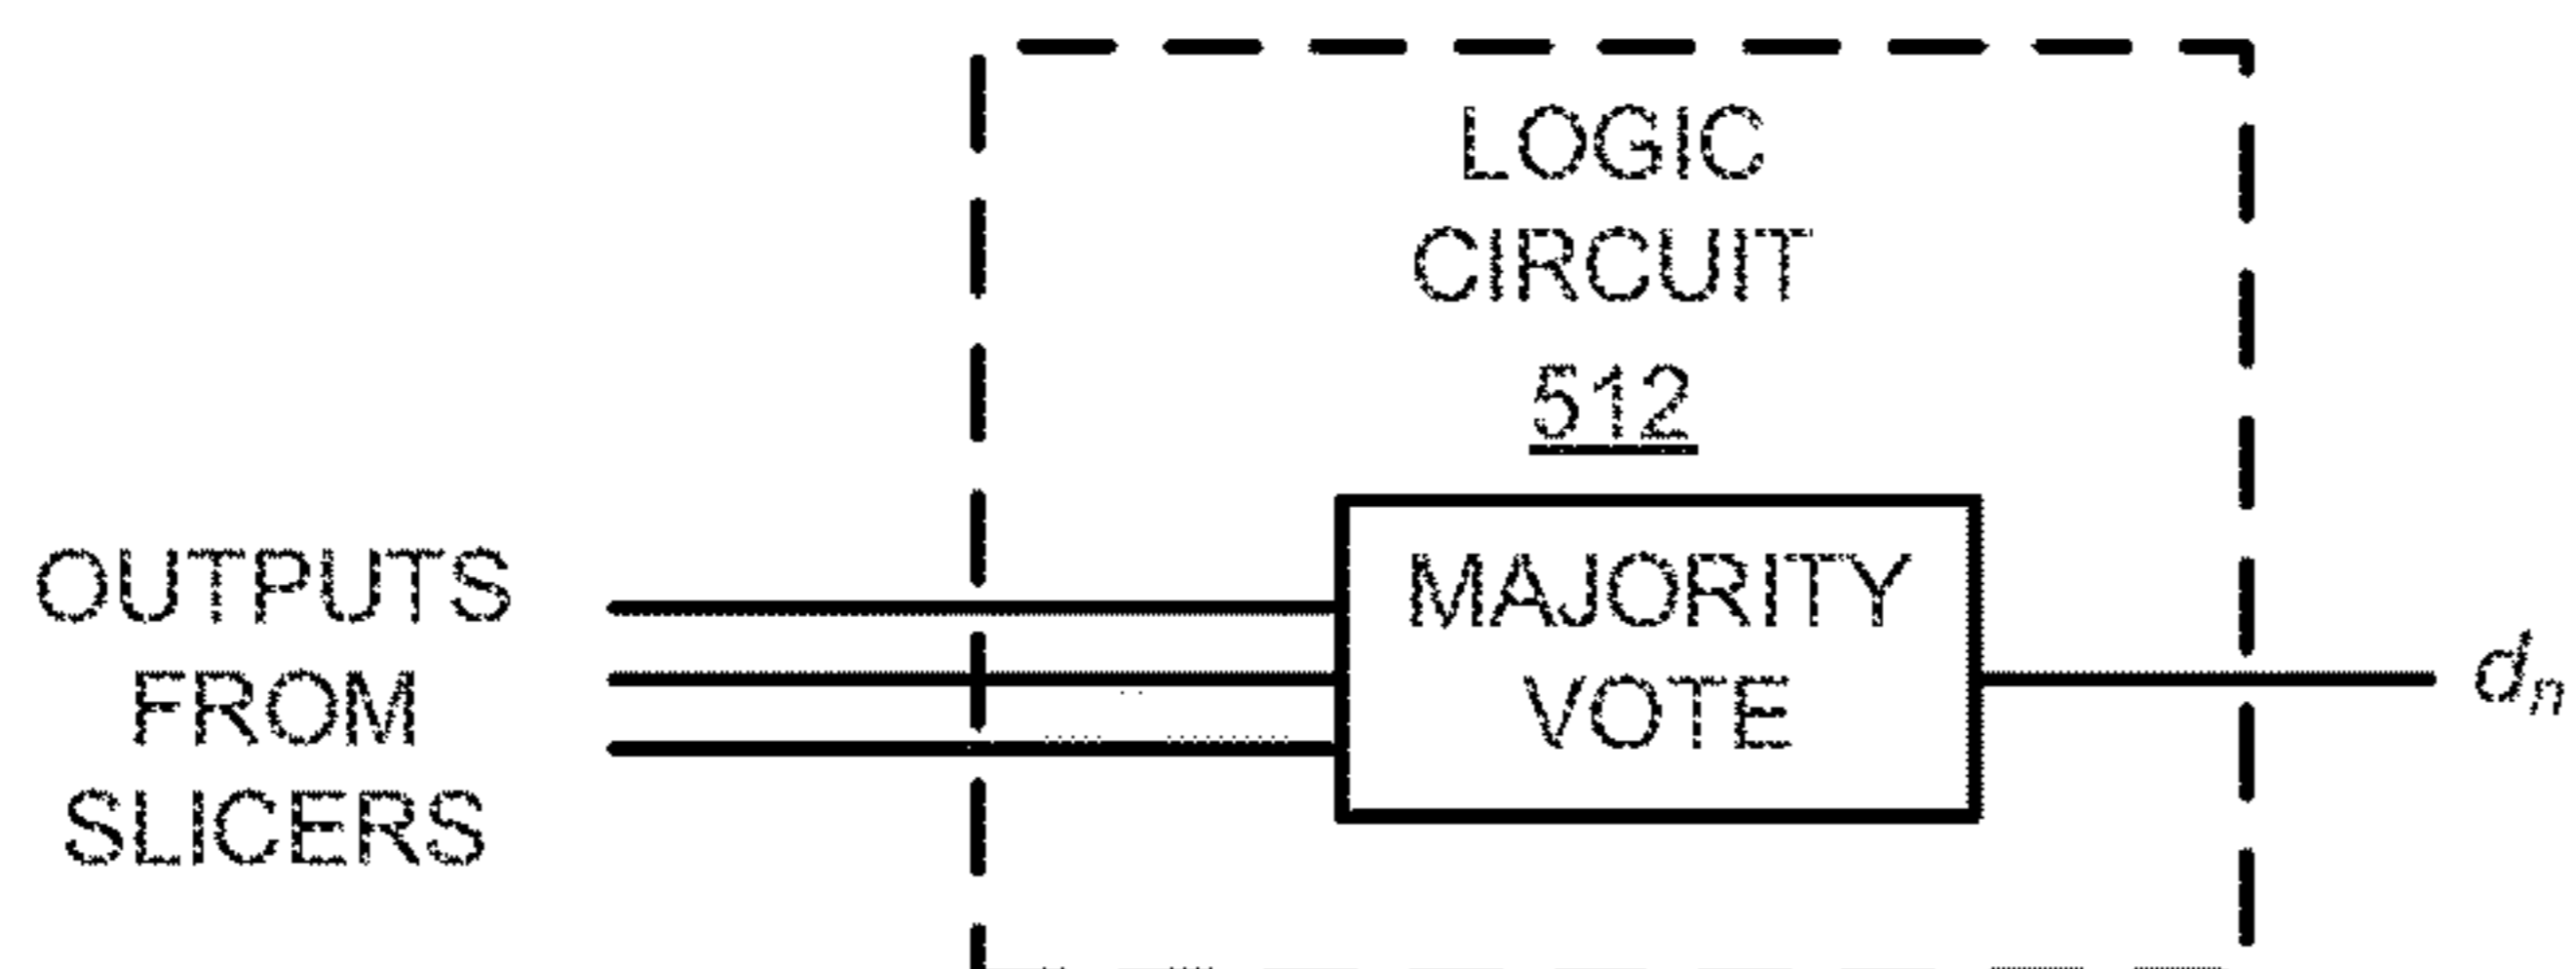 LOGIC
CIRCUIT
512
OUTPUTS
FROM
SLICERS
MAJORITY
VOTE
dn